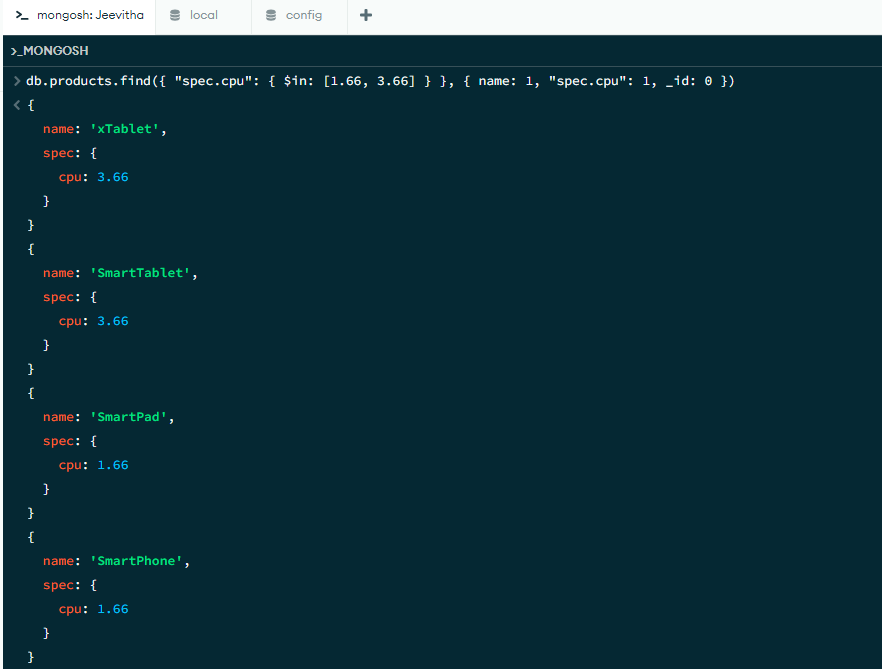 >_ mongosh: Jeevitha local config +
>_MONGOSH
> db.products.find({ "spec.cpu": { $in: [1.66, 3.66] } }, { name: 1, "spec.cpu": 1, _id: 0 })
< {
name: 'xTablet',
spec: {
cpu: 3.66
}
}
{
name: 'SmartTablet',
spec: {
cpu: 3.66
}
}
{
name: 'SmartPad',
spec: {
cpu: 1.66
}
}
{
name: 'SmartPhone',
spec: {
cpu: 1.66
}
}